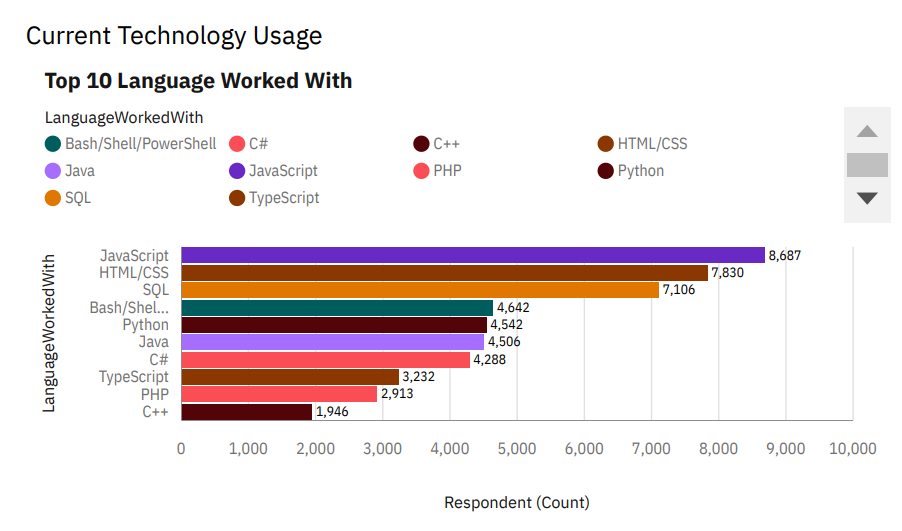 Current Technology Usage
Top 10 Language Worked With
LanguageWorkedWith
Bash/Shell/PowerShell C# C++ HTML/CSS
Java JavaScript PHP Python
SQL TypeScript
LanguageWorkedWith
JavaScript 8,687
HTML/CSS 7,830
SQL 7,106
Bash/Shel... 4,642
Python 4,542
Java 4,506
C# 4,288
TypeScript 3,232
PHP 2,913
C++ 1,946
0 1,000 2,000 3,000 4,000 5,000 6,000 7,000 8,000 9,000 10,000
Respondent (Count)